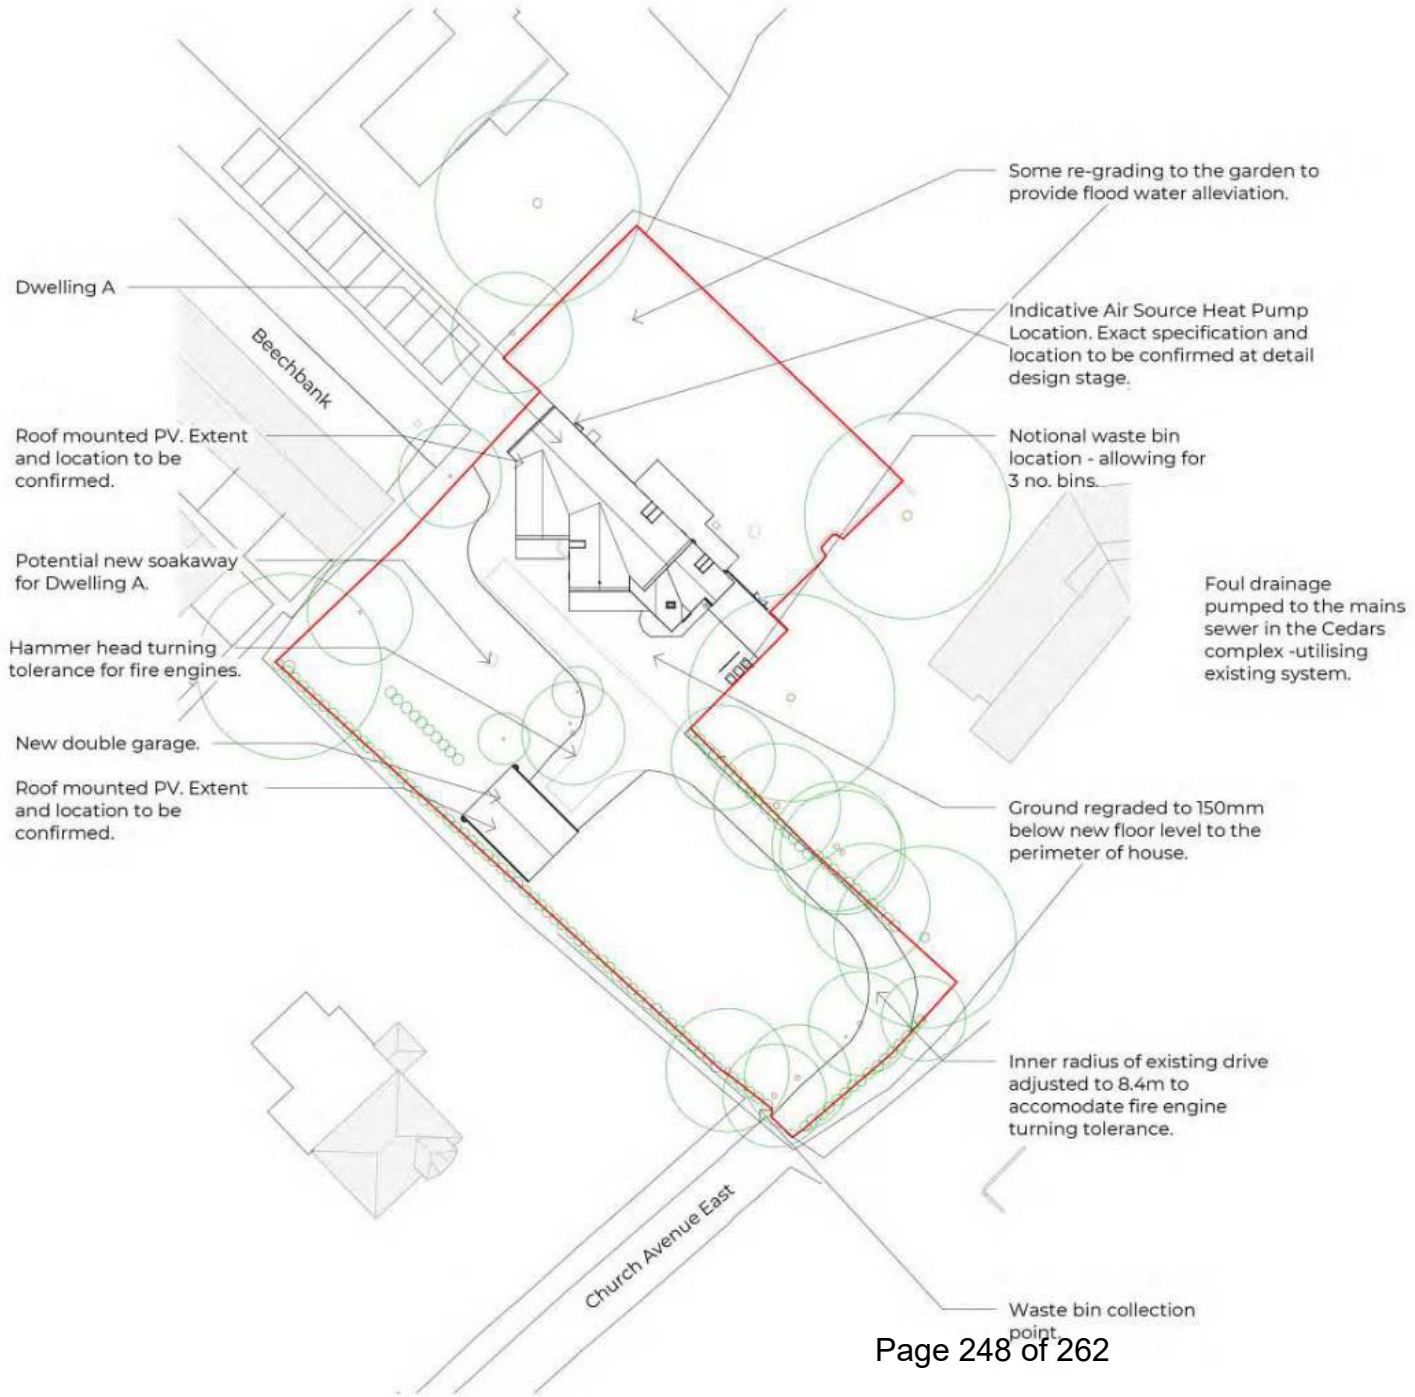 Some re-grading to the garden to
provide flood water alleviation.
Dwelling A
Indicative Air Source Heat Pump
Location. Exact specification and
location to be confirmed at detail
design stage.
Beechbank
Roof mounted PV. Extent
and location to be
confirmed.
Notional waste bin
location - allowing for
3 no. bins.
Potential new soakaway
for Dwelling A.
Foul drainage
pumped to the mains
sewer in the Cedars
complex -utilising
existing system.
Hammer head turning
tolerance for fire engines.
New double garage.
Roof mounted PV. Extent
and location to be
confirmed.
Ground regraded to 150mm
below new floor level to the
perimeter of house.
Inner radius of existing drive
adjusted to 8.4m to
accomodate fire engine
turning tolerance.
Church Avenue East
Waste bin collection
point.
Page 248 of 262